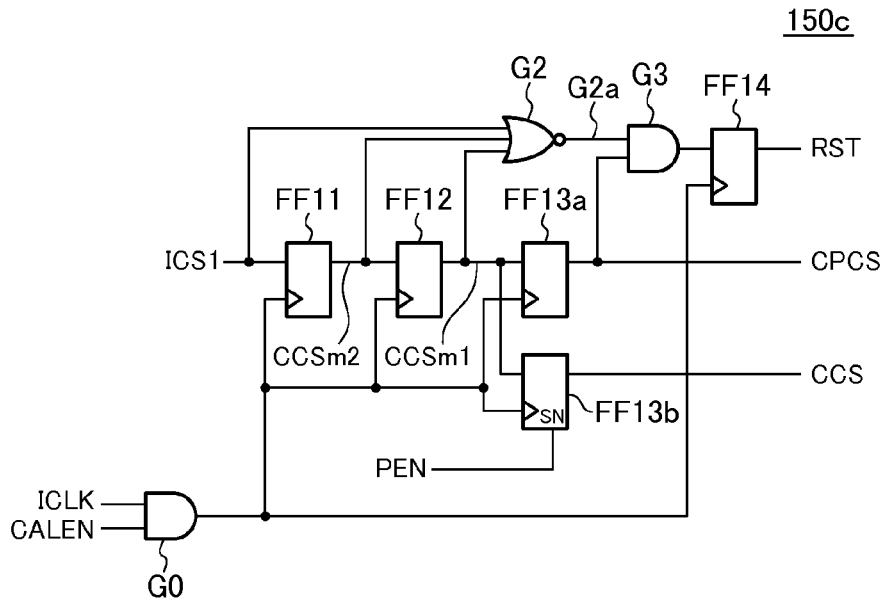 150c
G2
G2a
G3
FF14
RST
FF11
FF12
FF13a
ICS1
CPCS
CCSm2
CCSm1
CCS
SN
FF13b
PEN
ICLK
CALEN
G0